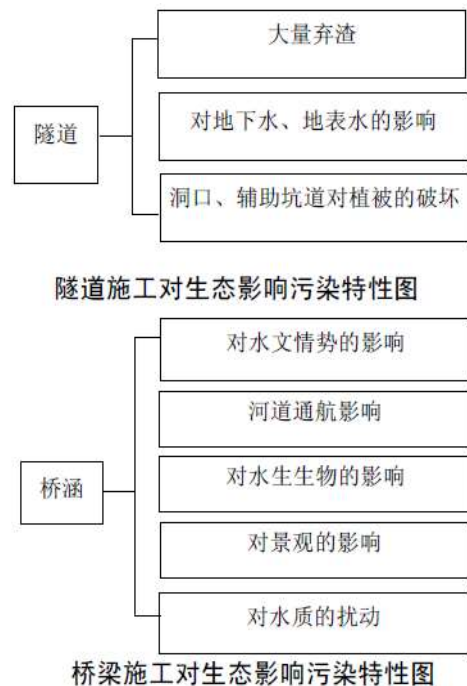 大量弃渣
隧道
对地下水、地表水的影响
洞口、辅助坑道对植被的破坏
隧道施工对生态影响污染特性图
对水文情势的影响
河道通航影响
桥涵
对水生生物的影响
对景观的影响
对水质的扰动
桥梁施工对生态影响污染特性图